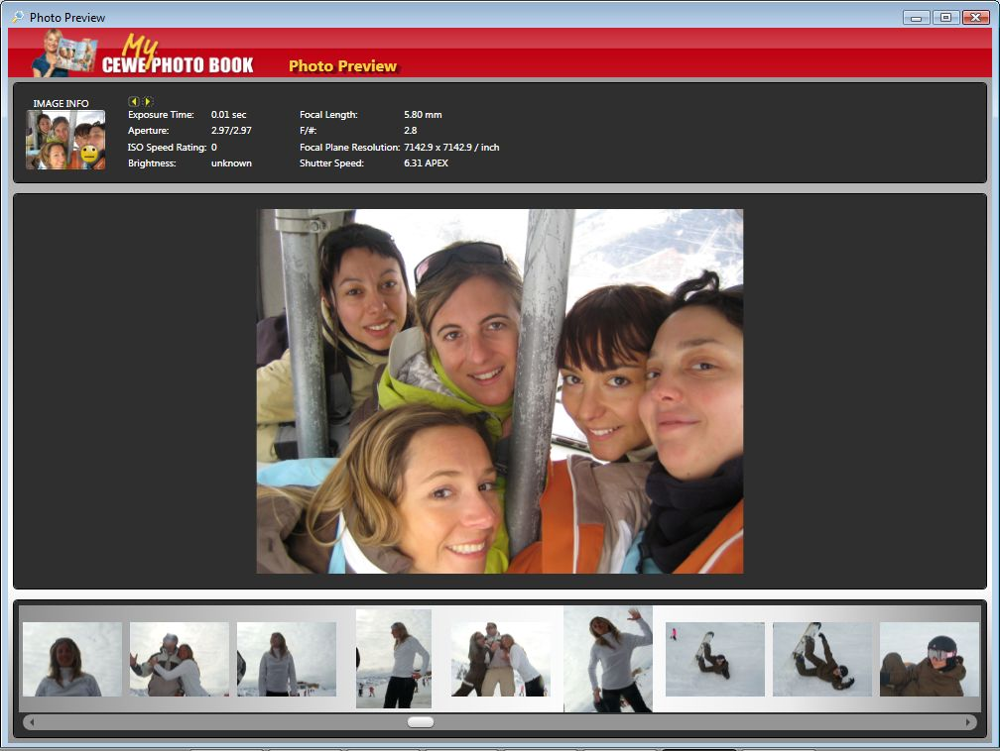 Photo Preview
My
CEWE PHOTO BOOK
Photo Preview
IMAGE INFO
Exposure Time: 0.01 sec Focal Length: 5.80 mm
Aperture: 2.97/2.97 F/#: 2.8
ISO Speed Rating: 0 Focal Plane Resolution: 7142.9 x 7142.9 / inch
Brightness: unknown Shutter Speed: 6.31 APEX